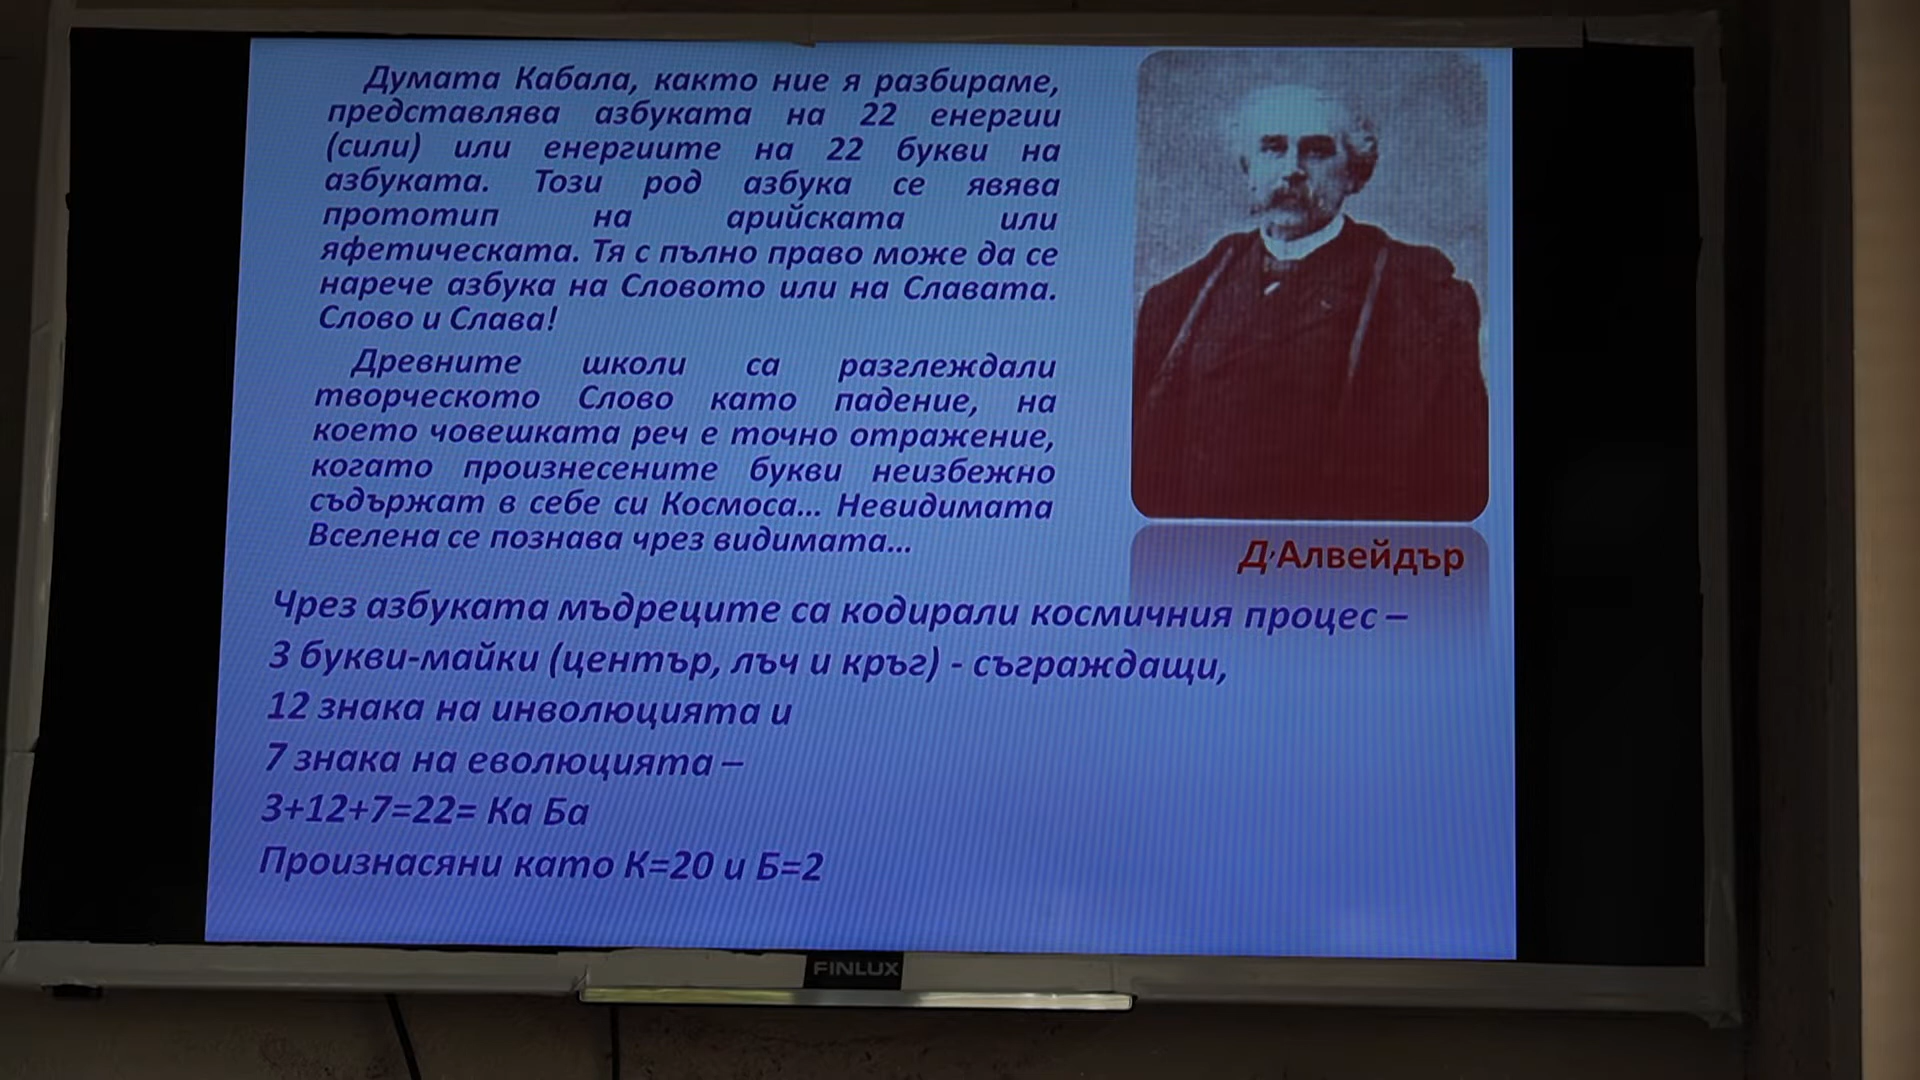 Думата Кабала, както ние я разбираме,
представлява азбуката на 22 енергии
(сили) или енергиите на 22 букви на
азбуката. Този род азбука се явява
прототип на арийската или
яфетическата. Тя с пълно право може да се
нарече азбука на Словото или на Славата.
Слово и Слава!
Древните школи са разглеждали
творческото Слово като падение, на
което човешката реч е точно отражение,
когато произнесените букви неизбежно
съдържат в себе си Космоса... Невидимата
Вселена се познава чрез видимата...
Д,Алвейдър
Чрез азбуката мъдреците са кодирали космичния процес –
3 букви-майки (център, лъч и кръг) - съграждащи,
12 знака на инволюцията и
7 знака на еволюцията –
3+12+7=22= Ка Ба
Произнасяни като К=20 и Б=2
FINLUX